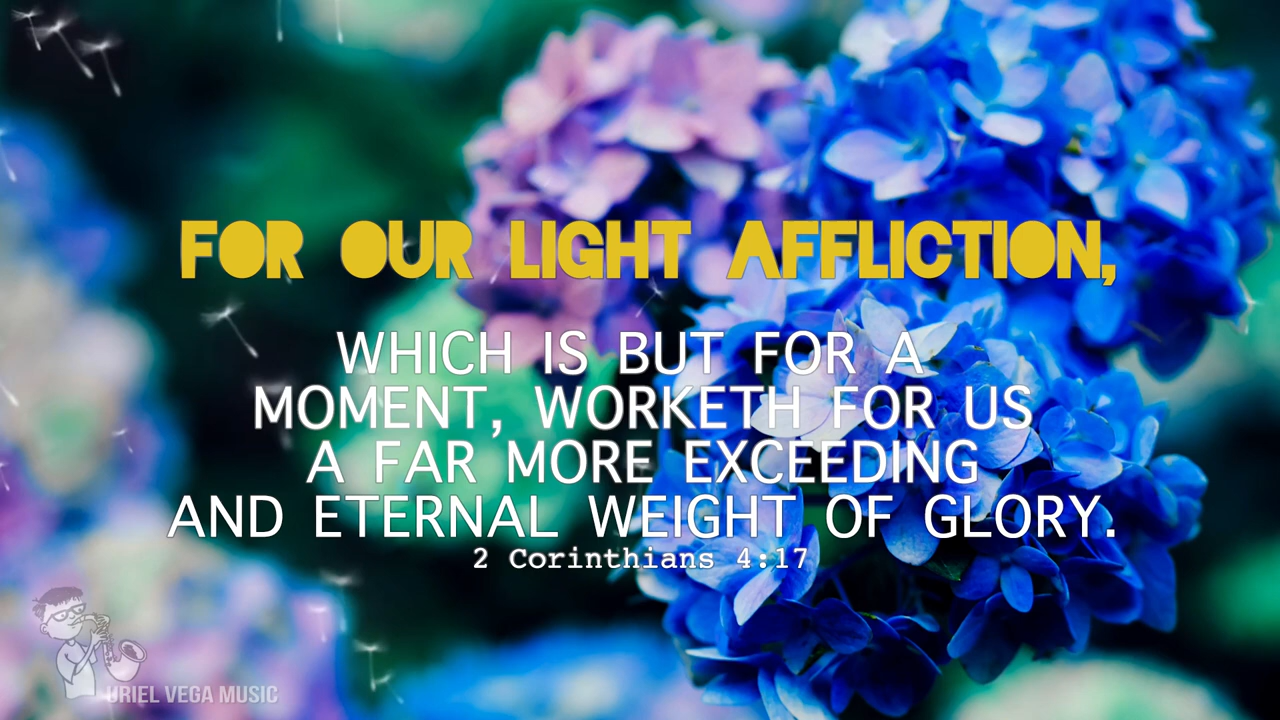 FOR OUR LIGHT AFFLICTION,
WHICH IS BUT FOR A
MOMENT, WORKETH FOR US
A FAR MORE EXCEEDING
AND ETERNAL WEIGHT OF GLORY.
2 Corinthians 4:17
URIEL VEGA MUSIC